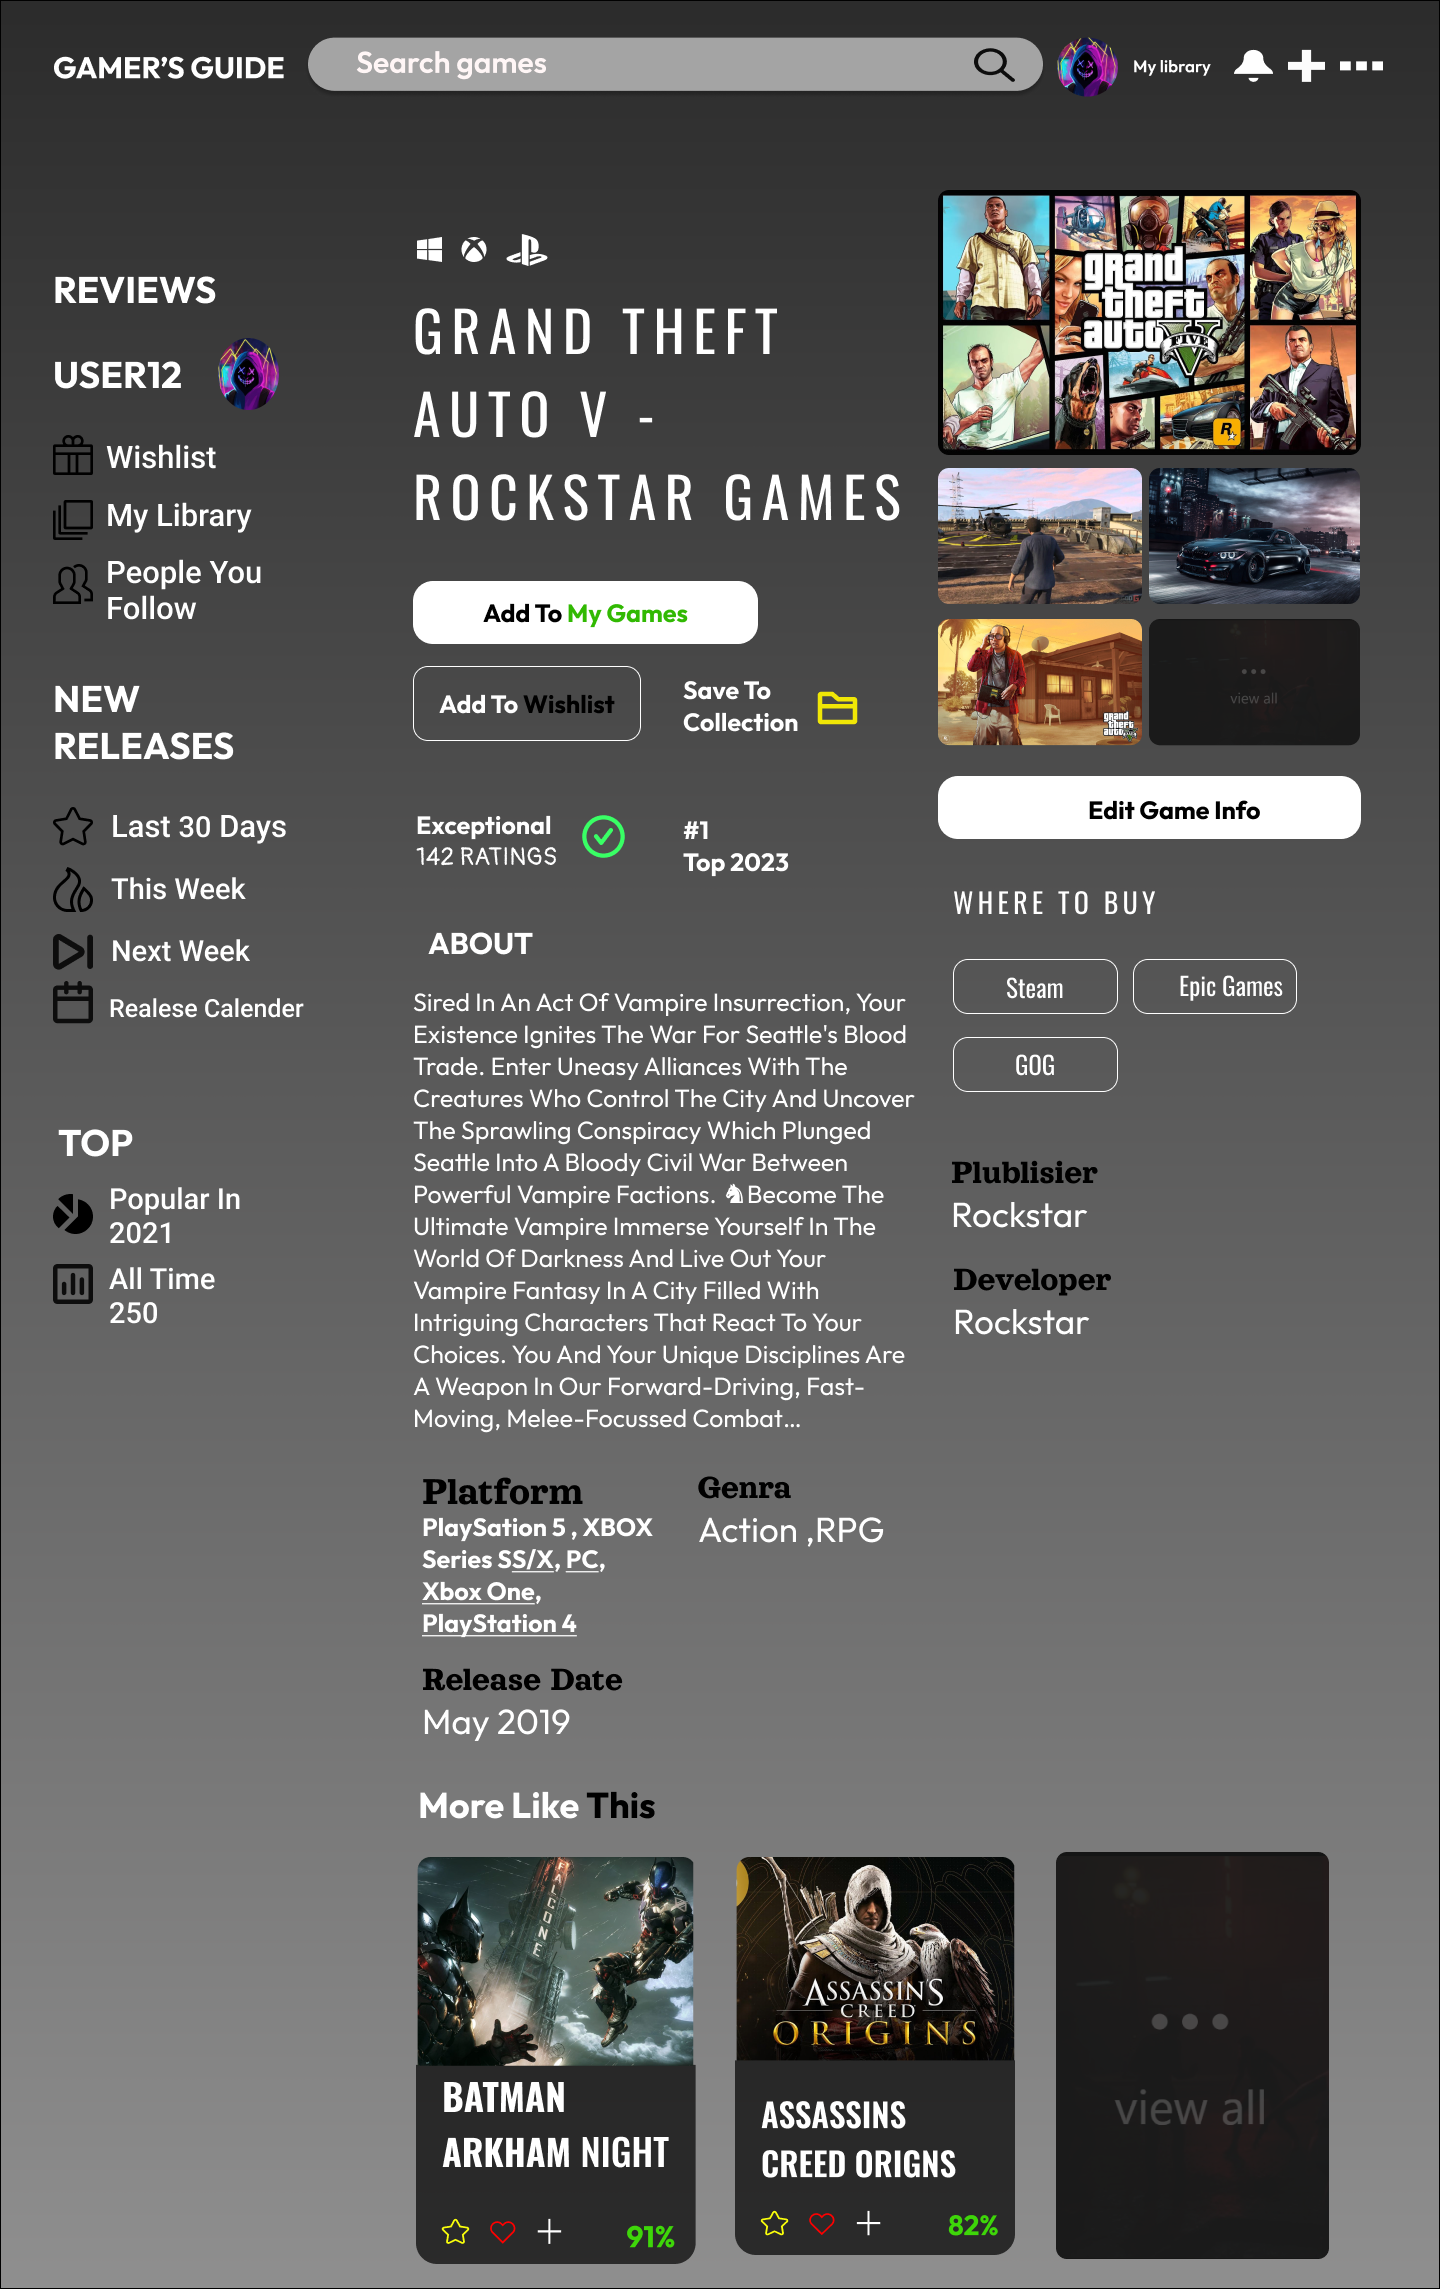 GAMER'S GUIDE
Search games
My library
REVIEWS
USER12
Wishlist
My Library
People You
Follow
NEW
RELEASES
Last 30 Days
This Week
Next Week
Realese Calender
TOP
Popular In
2021
All Time
250
GRAND THEFT
AUTO V -
ROCKSTAR GAMES
Add To My Games
Add To Wishlist
Save To
Collection
Exceptional
142 RATINGS
#1
Top 2023
ABOUT
Sired In An Act Of Vampire Insurrection, Your
Existence Ignites The War For Seattle's Blood
Trade. Enter Uneasy Alliances With The
Creatures Who Control The City And Uncover
The Sprawling Conspiracy Which Plunged
Seattle Into A Bloody Civil War Between
Powerful Vampire Factions. ♞Become The
Ultimate Vampire Immerse Yourself In The
World Of Darkness And Live Out Your
Vampire Fantasy In A City Filled With
Intriguing Characters That React To Your
Choices. You And Your Unique Disciplines Are
A Weapon In Our Forward-Driving, Fast-
Moving, Melee-Focussed Combat...
Platform
PlaySation 5 , XBOX
Series SS/X, PC,
Xbox One,
PlayStation 4
Genra
Action ,RPG
Release Date
May 2019
grand
theft
auto V
FIVE
R
grand
theft
auto
view all
Edit Game Info
WHERE TO BUY
Steam
Epic Games
GOG
Plublisier
Rockstar
Developer
Rockstar
More Like This
FALCONE
BATMAN
ARKHAM NIGHT
91%
ASSASSIN'S
CREED
ORIGINS
ASSASSINS
CREED ORIGNS
82%
view all